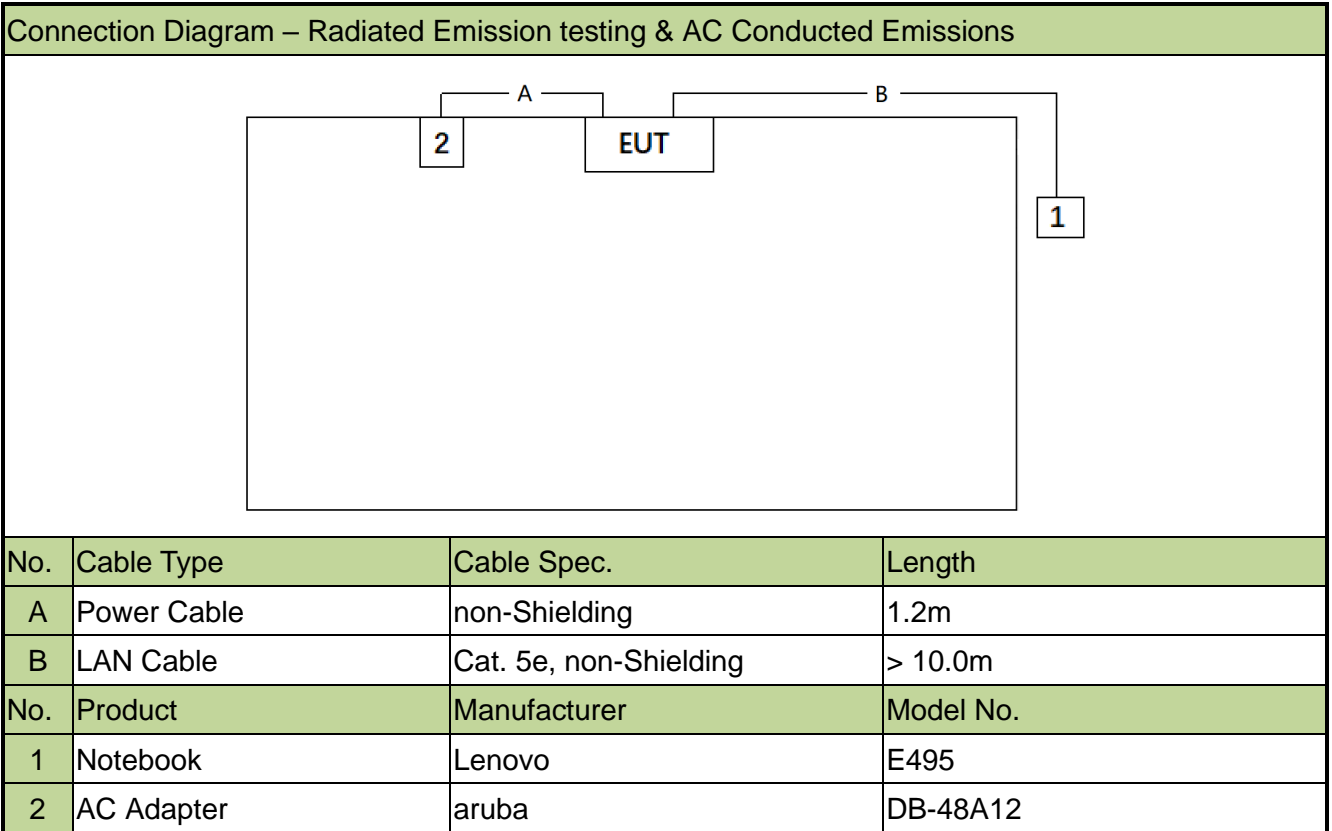 Connection Diagram – Radiated Emission testing & AC Conducted Emissions
A B
2 EUT
1
No. Cable Type Cable Spec. Length
A Power Cable non-Shielding 1.2m
B LAN Cable Cat. 5e, non-Shielding > 10.0m
No. Product Manufacturer Model No.
1 Notebook Lenovo E495
2 AC Adapter aruba DB-48A12